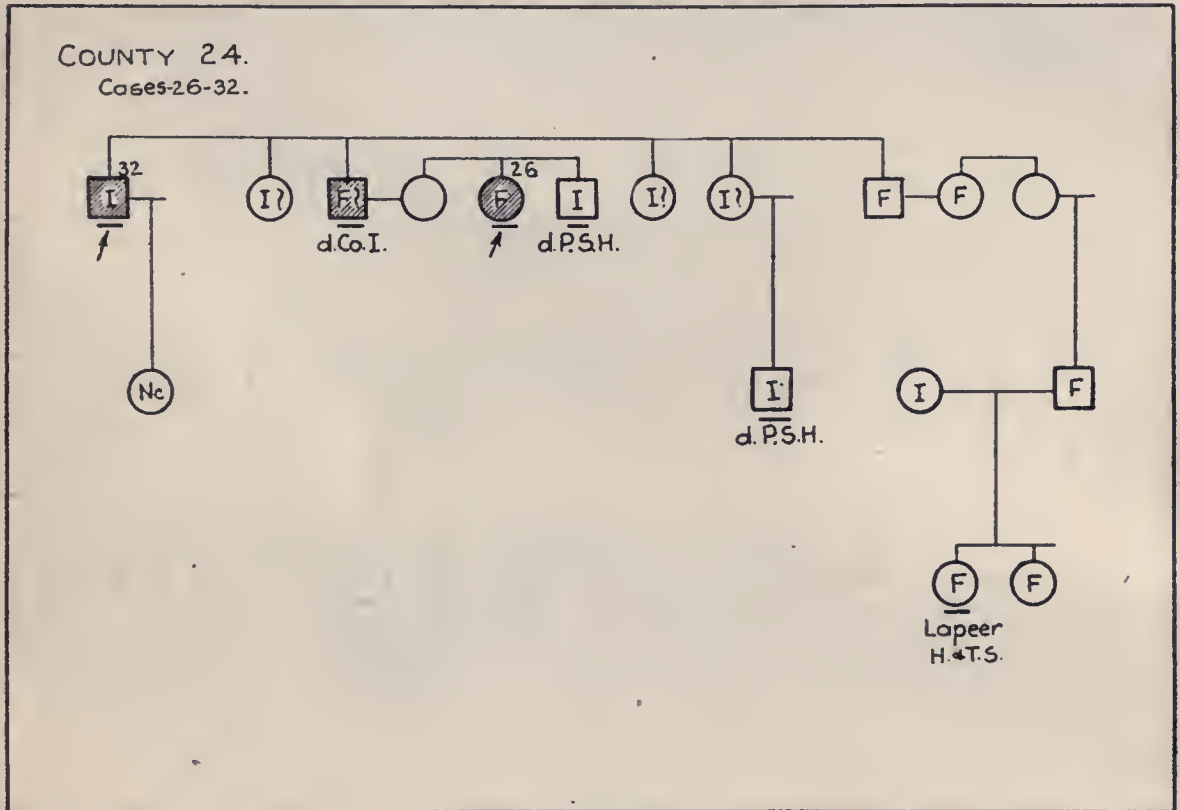 COUNTY 24.
Cases-26-32.
32
26
I
I?
F?
F
I
I?
I?
F
F
d.Co.I.
d.P.S.H.
Nc
I
I
F
d.P.S.H.
F
F
Lapeer
H.&T.S.